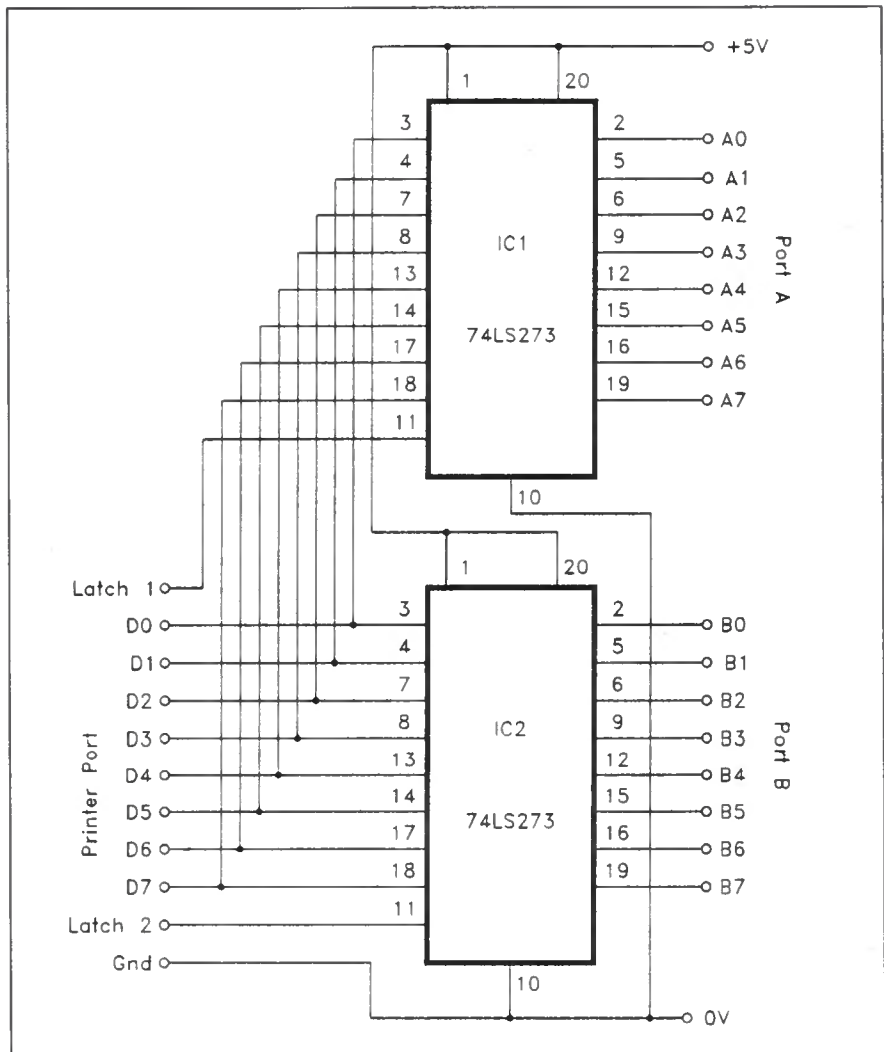 +5V
1 20
3 2 A0
4 5 A1
7 6 A2
8 9 A3
IC1
13 12 A4
14 15 A5
74LS273
17 16 A6
18 19 A7
11
Port A
10
1 20
Latch 1
D0 3 2 B0
D1 4 5 B1
D2 7 6 B2
D3 8 9 B3
IC2
D4 13 12 B4
D5 14 15 B5
74LS273
D6 17 16 B6
D7 18 19 B7
Printer Port
Port B
Latch 2 11
Gnd
10
0V